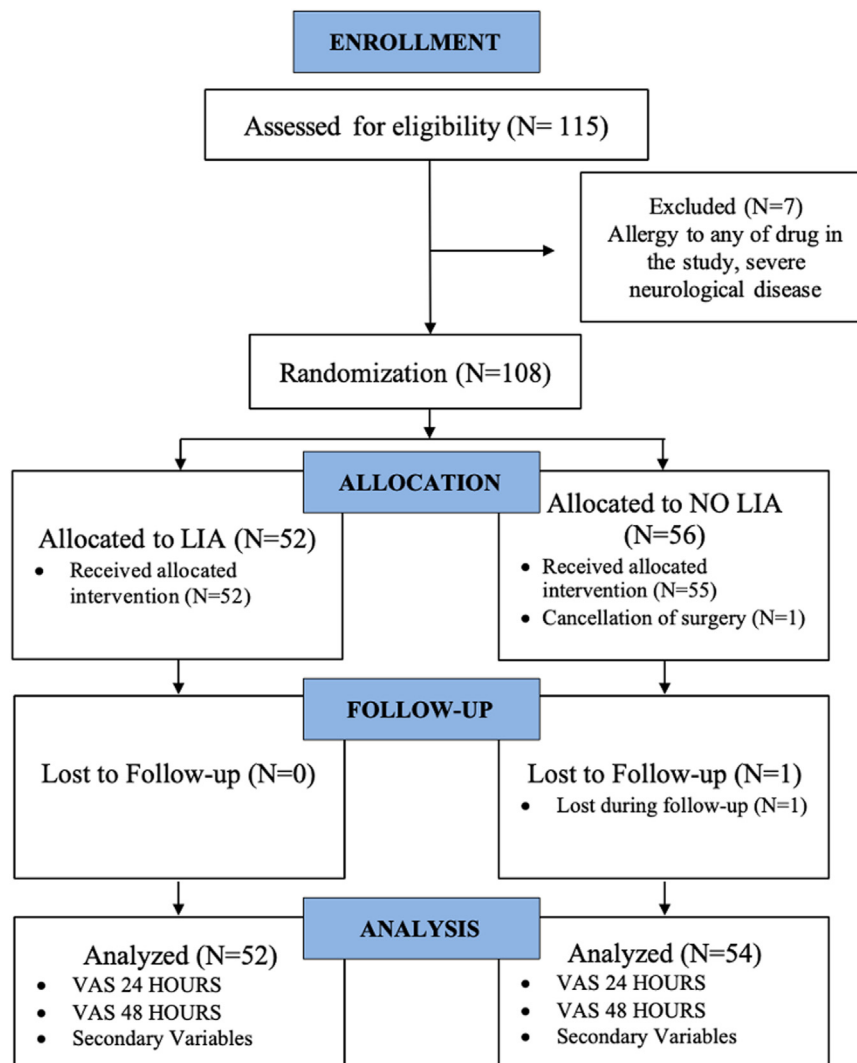 ENROLLMENT
Assessed for eligibility (N= 115)
Excluded (N=7)
Allergy to any of drug in
the study, severe
neurological disease
Randomization (N=108)
ALLOCATION
Allocated to LIA (N=52)
• Received allocated
intervention (N=52)
Allocated to NO LIA
(N=56)
• Received allocated
intervention (N=55)
• Cancellation of surgery (N=1)
FOLLOW-UP
Lost to Follow-up (N=0)
Lost to Follow-up (N=1)
• Lost during follow-up (N=1)
ANALYSIS
Analyzed (N=52)
• VAS 24 HOURS
• VAS 48 HOURS
• Secondary Variables
Analyzed (N=54)
• VAS 24 HOURS
• VAS 48 HOURS
• Secondary Variables